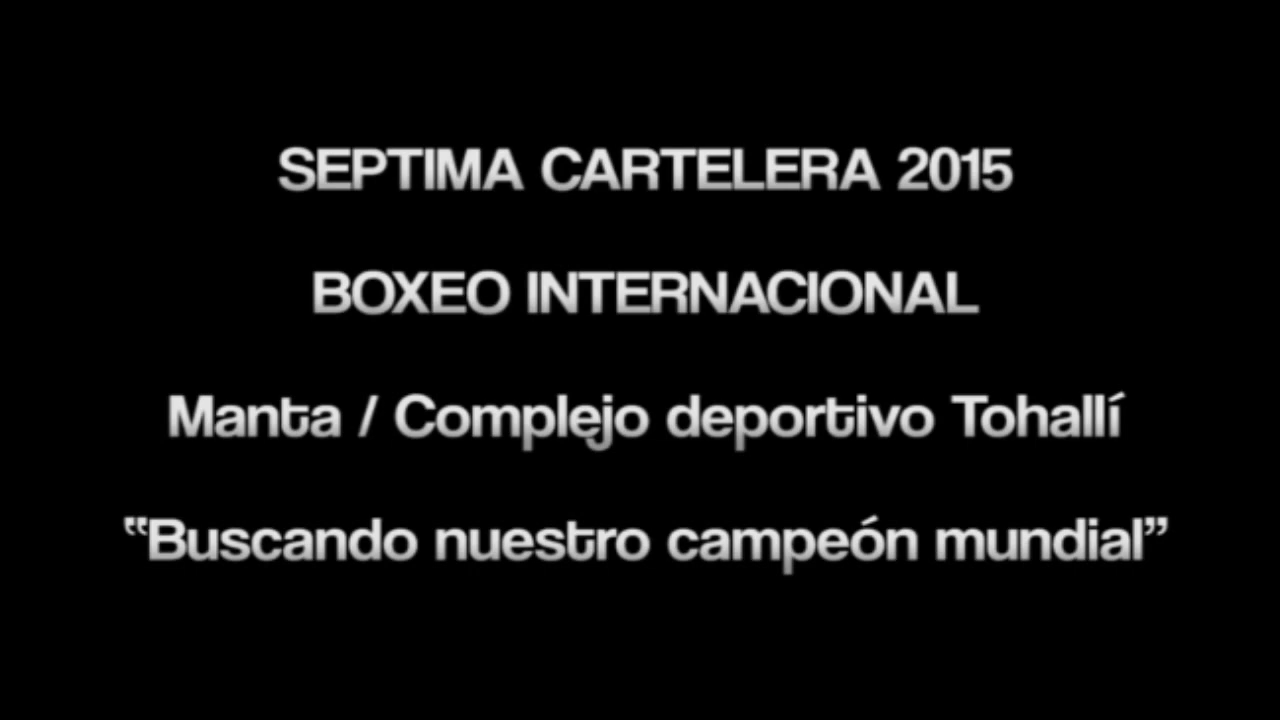 SEPTIMA CARTELERA 2015
BOXEO INTERNACIONAL
Manta / Complejo deportivo Tohallí
“Buscando nuestro campeón mundial”